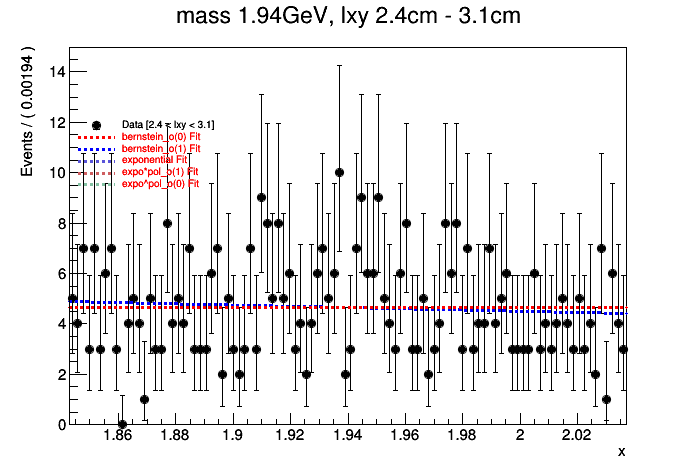 mass 1.94GeV, lxy 2.4cm - 3.1cm
Events / ( 0.00194 )
14
12
10
8
6
4
2
0
Data [2.4 < lxy < 3.1]
bernstein_o(0) Fit
bernstein_o(1) Fit
exponential Fit
expo*pol_o(1) Fit
expo^pol_o(0) Fit
1.86 1.88 1.9 1.92 1.94 1.96 1.98 2 2.02
x